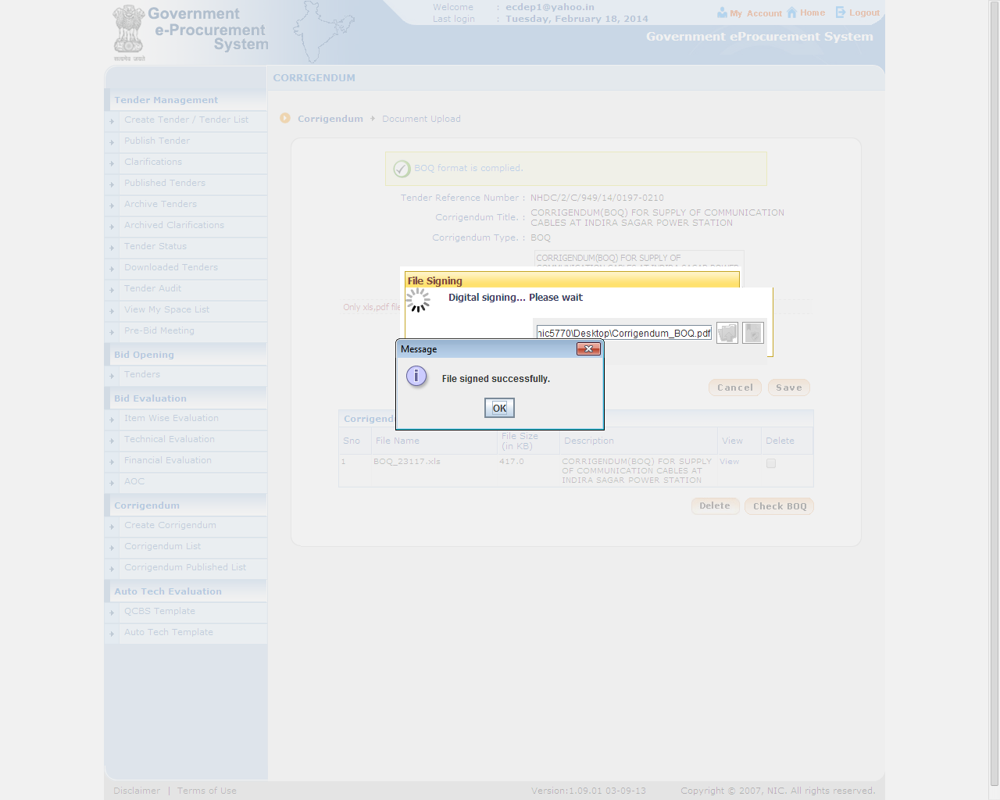 Government
e-Procurement
System
सत्यमेव जयते
Welcome : ecdep1@yahoo.in
Last login : Tuesday, February 18, 2014
My Account Home Logout
Government eProcurement System
CORRIGENDUM
Tender Management
Create Tender / Tender List
Publish Tender
Clarifications
Published Tenders
Archive Tenders
Archived Clarifications
Tender Status
Downloaded Tenders
Tender Audit
View My Space List
Pre-Bid Meeting
Bid Opening
Tenders
Bid Evaluation
Item Wise Evaluation
Technical Evaluation
Financial Evaluation
AOC
Corrigendum
Create Corrigendum
Corrigendum List
Corrigendum Published List
Auto Tech Evaluation
QCBS Template
Auto Tech Template
Corrigendum Document Upload
BOQ format is complied.
Tender Reference Number : NHDC/2/C/949/14/0197-0210
Corrigendum Title. : CORRIGENDUM(BOQ) FOR SUPPLY OF COMMUNICATION
CABLES AT INDIRA SAGAR POWER STATION
Corrigendum Type. : BOQ
CORRIGENDUM(BOQ) FOR SUPPLY OF
COMMUNICATION CABLES AT INDIRA SAGAR POWER
File Signing
Digital signing... Please wait
Only xls,pdf file
nic5770\Desktop\Corrigendum_BOQ.pdf
Message
File signed successfully.
OK
Cancel Save
Corrigend
Sno File Name File Size
(in KB) Description View Delete
1 BOQ_23117.xls 417.0 CORRIGENDUM(BOQ) FOR SUPPLY
OF COMMUNICATION CABLES AT
INDIRA SAGAR POWER STATION View
Delete Check BOQ
Disclaimer | Terms of Use
Version:1.09.01 03-09-13
Copyright © 2007, NIC. All rights reserved.